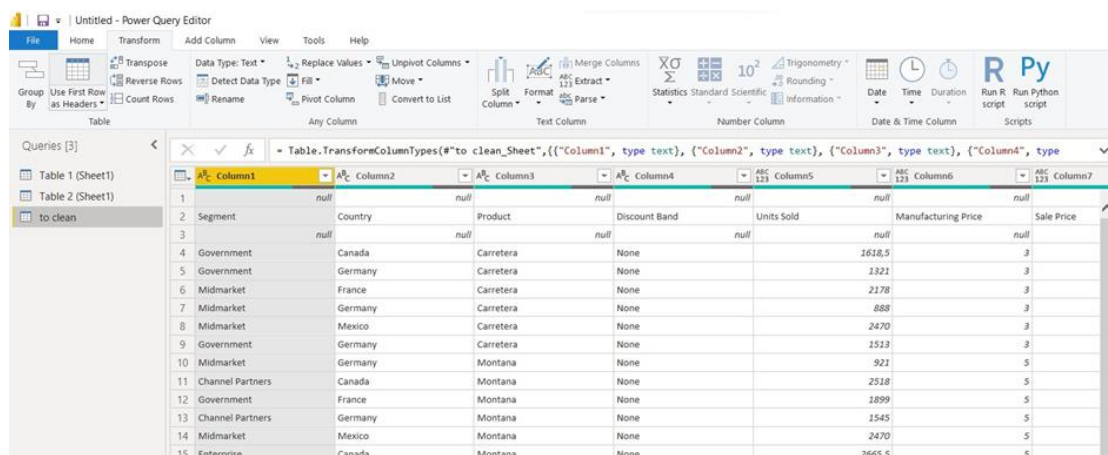 Untitled - Power Query Editor
File Home Transform Add Column View Tools Help
Group By
Use First Row as Headers
Transpose
Reverse Rows
Count Rows
Table
Data Type: Text
Detect Data Type
Rename
Replace Values
Fill
Pivot Column
Unpivot Columns
Move
Convert to List
Any Column
Split Column
Format
Merge Columns
Extract
Parse
Text Column
Statistics
Standard
Scientific
Trigonometry
Rounding
Information
Number Column
Date
Time
Duration
Date & Time Column
Run R script
Run Python script
Scripts
Queries [3]
Table 1 (Sheet1)
Table 2 (Sheet1)
to clean
= Table.TransformColumnTypes(#"to clean_Sheet",{{"Column1", type text}, {"Column2", type text}, {"Column3", type text}, {"Column4", type
Column1 Column2 Column3 Column4 Column5 Column6 Column7
1 null null null null null null
2 Segment Country Product Discount Band Units Sold Manufacturing Price Sale Price
3 null null null null null null
4 Government Canada Carretera None 1618,5 3
5 Government Germany Carretera None 1321 3
6 Midmarket France Carretera None 2178 3
7 Midmarket Germany Carretera None 888 3
8 Midmarket Mexico Carretera None 2470 3
9 Government Germany Carretera None 1513 3
10 Midmarket Germany Montana None 921 5
11 Channel Partners Canada Montana None 2518 5
12 Government France Montana None 1899 5
13 Channel Partners Germany Montana None 1545 5
14 Midmarket Mexico Montana None 2470 5
15 Enterprise Canada Montana None 2665,5 5